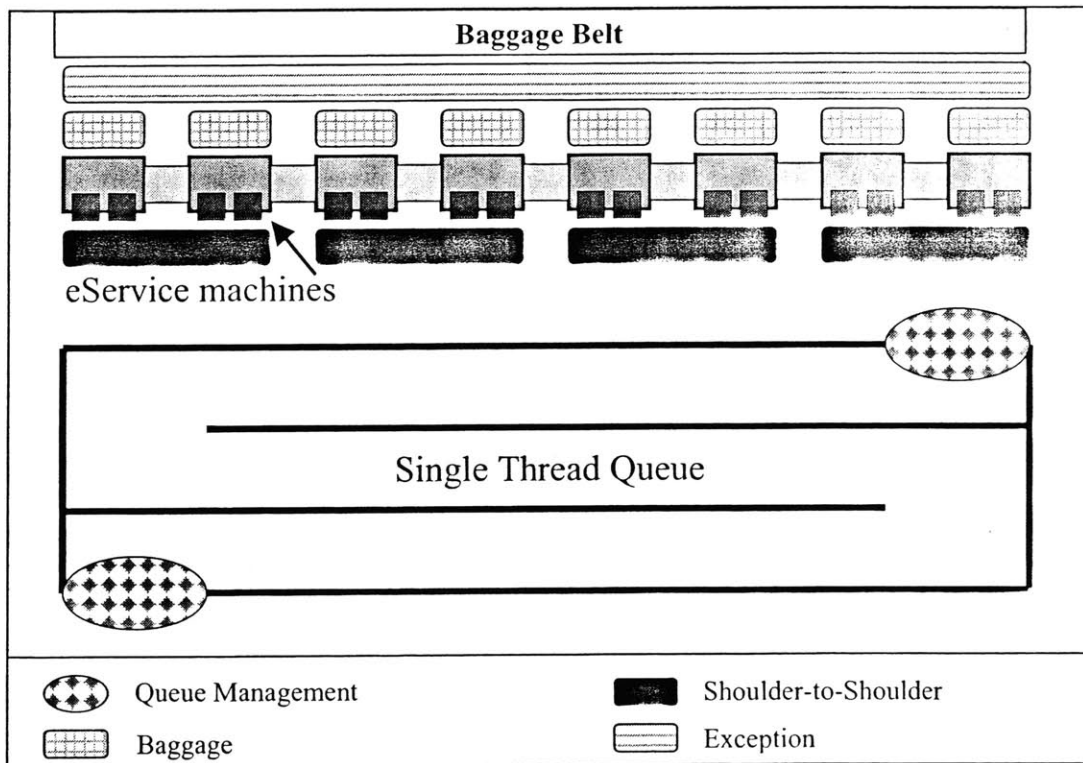 Baggage Belt
eService machines
Single Thread Queue
Queue Management
Shoulder-to-Shoulder
Baggage
Exception